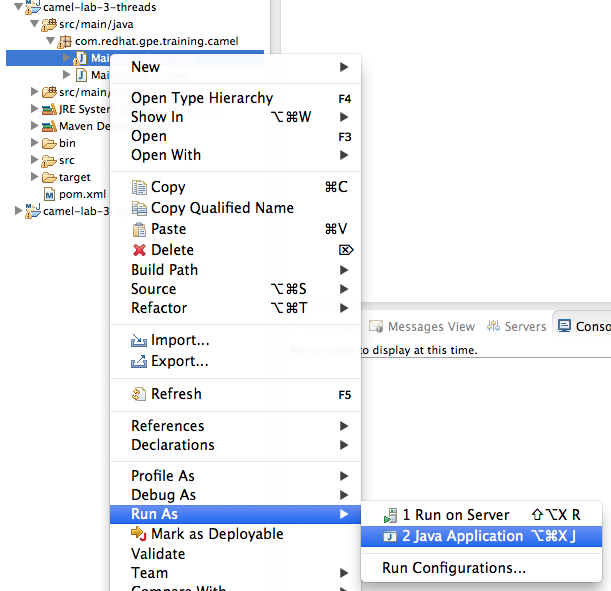 camel-lab-3-threads
src/main/java
com.redhat.gpe.training.camel
Mai
Mai
src/main/
JRE System
Maven De
bin
src
target
pom.xml
camel-lab-3-
New
Open Type Hierarchy F4
Show In ⌥⌘W
Open F3
Open With
Copy ⌘C
Copy Qualified Name
Paste ⌘V
Delete ⌦
Build Path
Source ⌥⌘S
Refactor ⌥⌘T
Import...
Export...
Refresh F5
References
Declarations
Profile As
Debug As
Run As
Mark as Deployable
Validate
Team
Compare With
Messages View Servers Conso
to display at this time.
1 Run on Server ⇧⌥X R
2 Java Application ⌥⌘X J
Run Configurations...